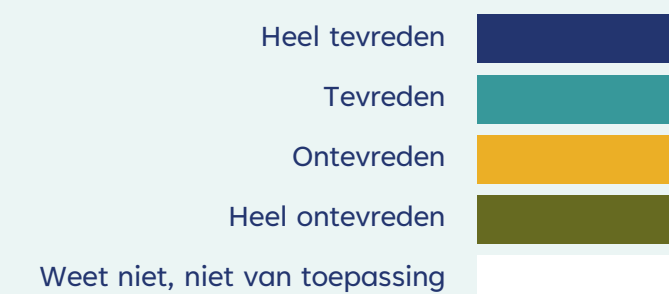 Heel tevreden
Tevreden
Ontevreden
Heel ontevreden
Weet niet, niet van toepassing